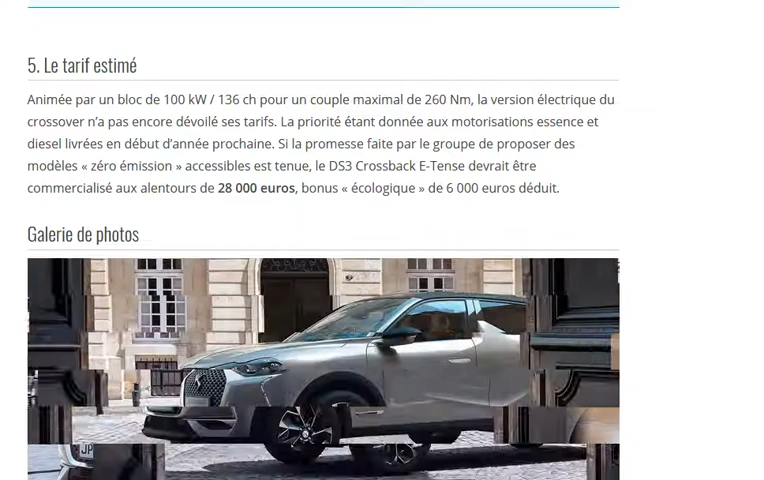 5. Le tarif estimé
Animée par un bloc de 100 kW / 136 ch pour un couple maximal de 260 Nm, la version électrique du
crossover n'a pas encore dévoilé ses tarifs. La priorité étant donnée aux motorisations essence et
diesel livrées en début d'année prochaine. Si la promesse faite par le groupe de proposer des
modèles « zéro émission » accessibles est tenue, le DS3 Crossback E-Tense devrait être
commercialisé aux alentours de 28 000 euros, bonus « écologique » de 6 000 euros déduit.
Galerie de photos
JP